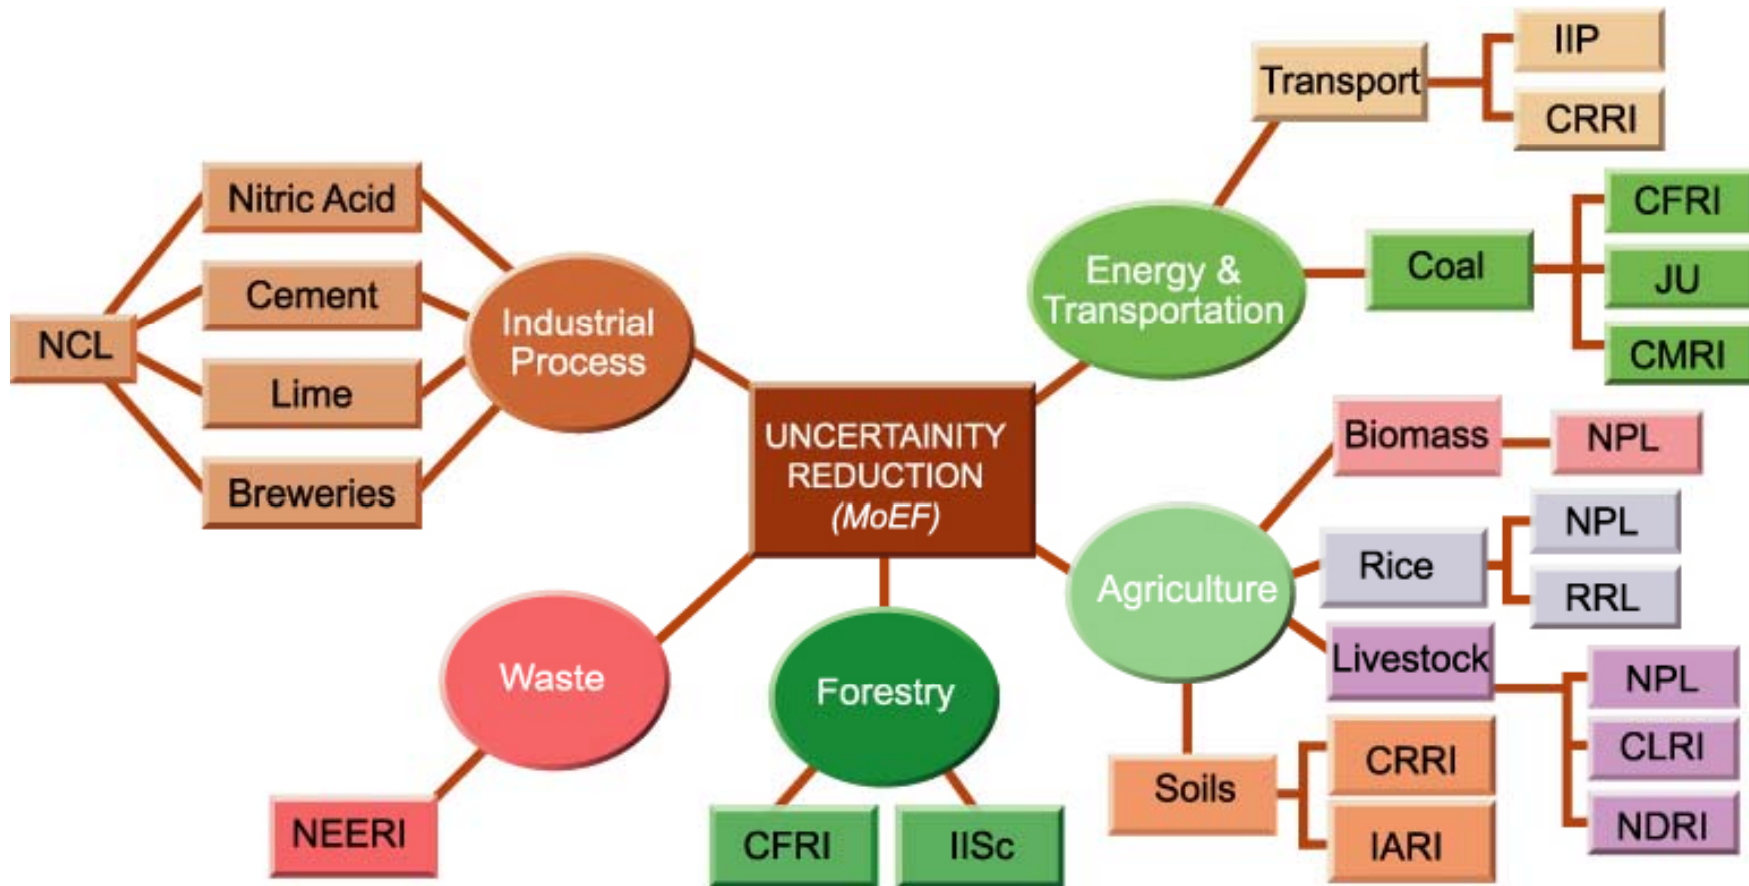 IIP
Transport
CRRI
Nitric Acid
CFRI
Energy &
Transportation
Coal
JU
Cement
CMRI
Industrial
Process
NCL
Lime
Breweries
UNCERTAINITY
REDUCTION
(MoEF)
Biomass
NPL
Rice
NPL
RRL
Agriculture
Livestock
NPL
CLRI
NDRI
Soils
CRRI
IARI
Waste
NEERI
Forestry
CFRI
IISc